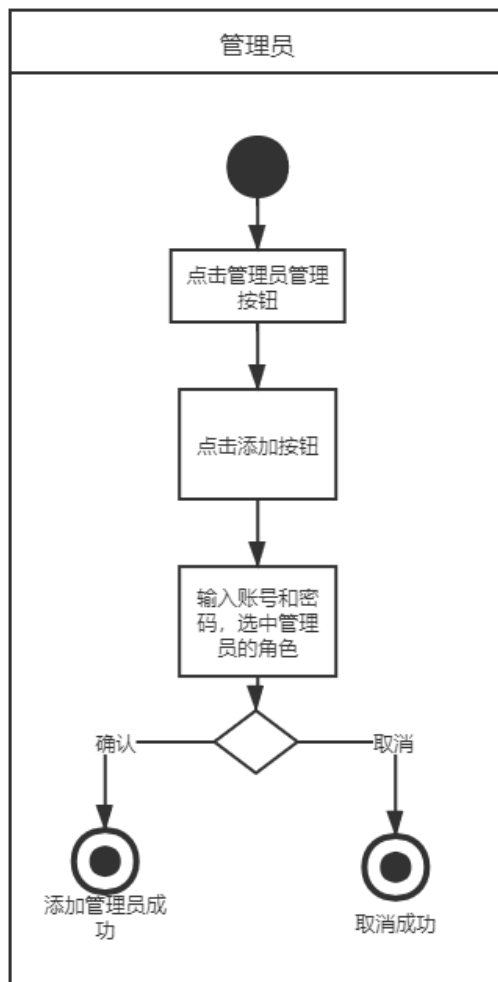 管理员
点击管理员管理
按钮
点击添加按钮
输入账号和密
码，选中管理
员的角色
确认
取消
添加管理员成
功
取消成功